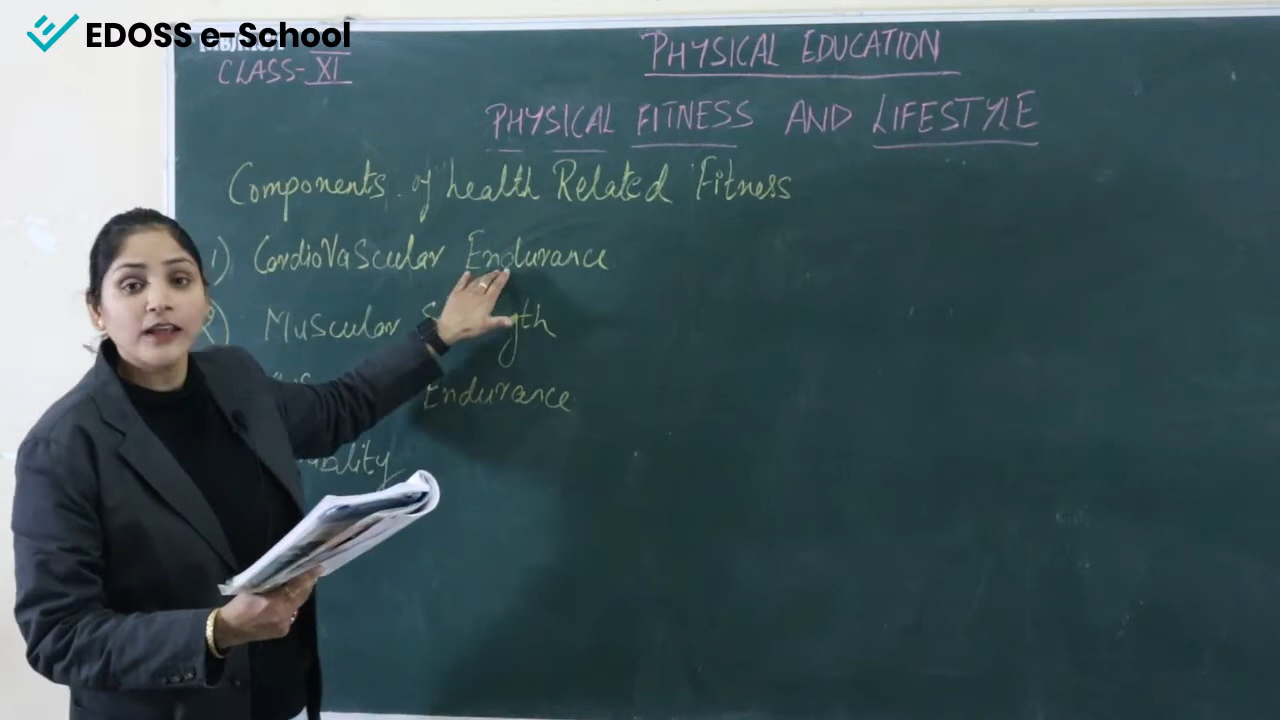 EDOSS e-School
CLASS-XI
PHYSICAL EDUCATION
PHYSICAL FITNESS AND LIFESTYLE
Components of health Related Fitness
1) CardioVaScular Endurance
2) MuScular
Endurance